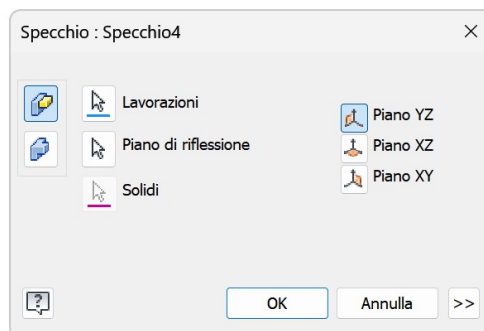 Specchio : Specchio4
Lavorazioni
Piano di riflessione
Solidi
Piano YZ
Piano XZ
Piano XY
?
OK
Annulla
>>